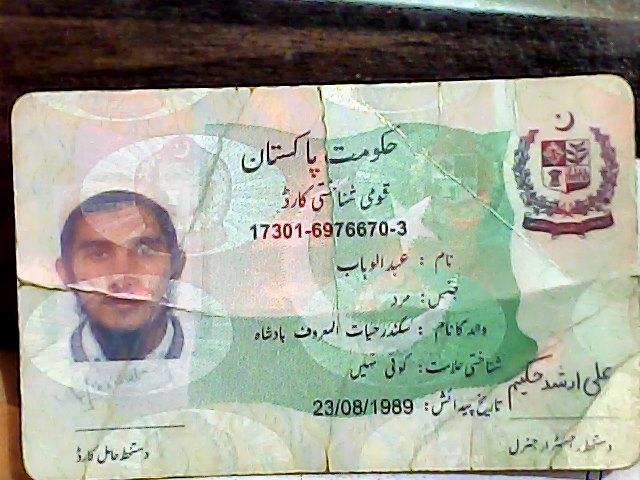 حکومت پاکستان
قومی شناختی کارڈ
17301-6976670-3
نام : عبدالوہاب
جنس : مرد
والد کا نام : سکندر حیات المعروف بادشاہ
شناختی علامت : کوئی نہیں
تاریخ پیدائش : 23/08/1989
علی ارشد حکیم
دستخط حامل کارڈ
دستخط رجسٹرار جنرل